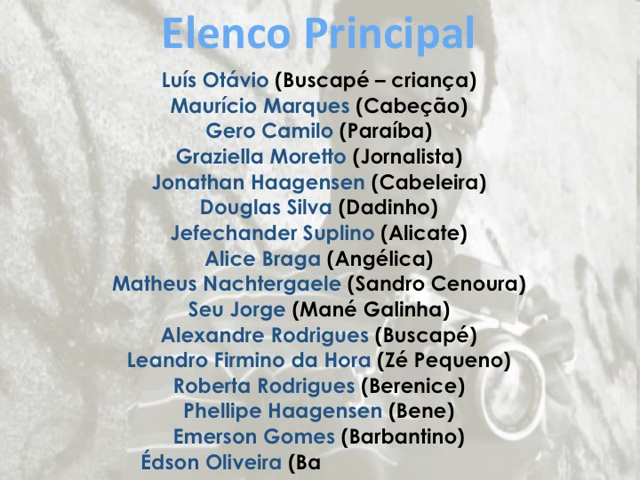 Elenco Principal
Luís Otávio (Buscapé – criança)
Maurício Marques (Cabeção)
Gero Camilo (Paraíba)
Graziella Moretto (Jornalista)
Jonathan Haagensen (Cabeleira)
Douglas Silva (Dadinho)
Jefechander Suplino (Alicate)
Alice Braga (Angélica)
Matheus Nachtergaele (Sandro Cenoura)
Seu Jorge (Mané Galinha)
Alexandre Rodrigues (Buscapé)
Leandro Firmino da Hora (Zé Pequeno)
Roberta Rodrigues (Berenice)
Phellipe Haagensen (Bene)
Emerson Gomes (Barbantino)
Édson Oliveira (Ba